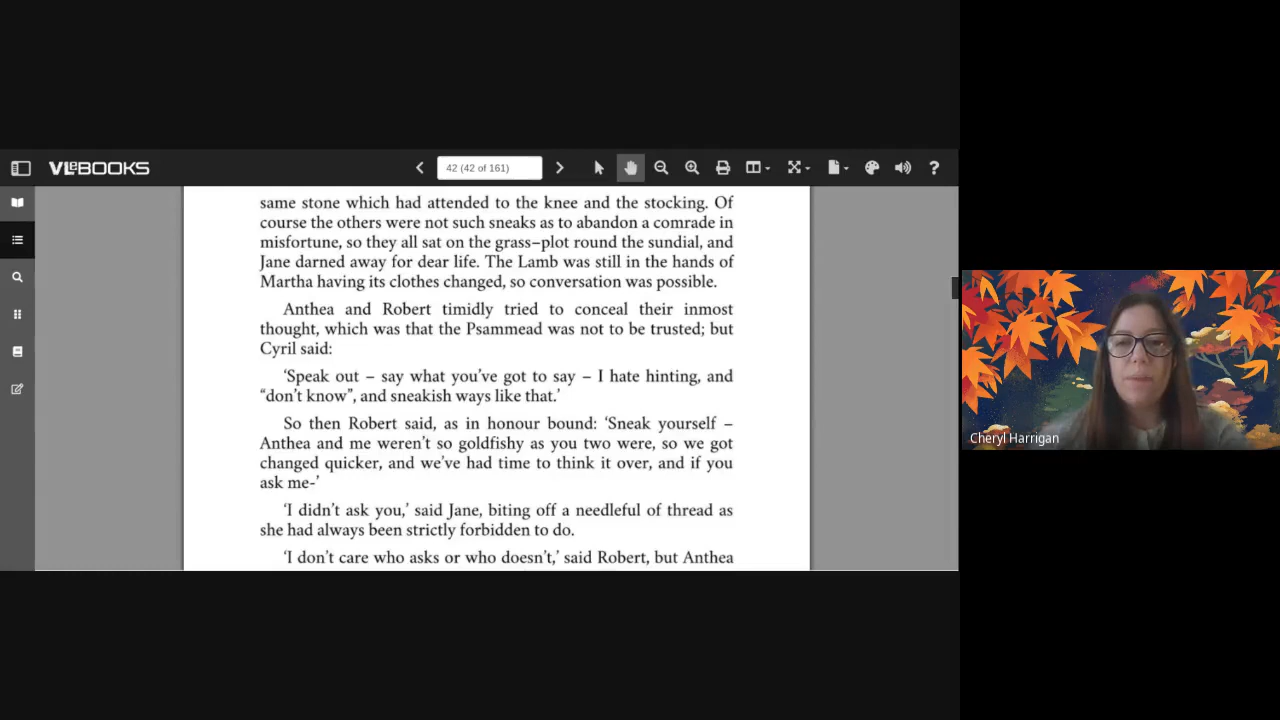 VLeBOOKS
42 (42 of 161)
?
same stone which had attended to the knee and the stocking. Of
course the others were not such sneaks as to abandon a comrade in
misfortune, so they all sat on the grass–plot round the sundial, and
Jane darned away for dear life. The Lamb was still in the hands of
Martha having its clothes changed, so conversation was possible.
Anthea and Robert timidly tried to conceal their inmost
thought, which was that the Psammead was not to be trusted; but
Cyril said:
‘Speak out – say what you’ve got to say – I hate hinting, and
“don’t know”, and sneakish ways like that.’
So then Robert said, as in honour bound: ‘Sneak yourself –
Anthea and me weren’t so goldfishy as you two were, so we got
changed quicker, and we’ve had time to think it over, and if you
ask me-’
‘I didn’t ask you,’ said Jane, biting off a needleful of thread as
she had always been strictly forbidden to do.
‘I don’t care who asks or who doesn’t,’ said Robert, but Anthea
Cheryl Harrigan